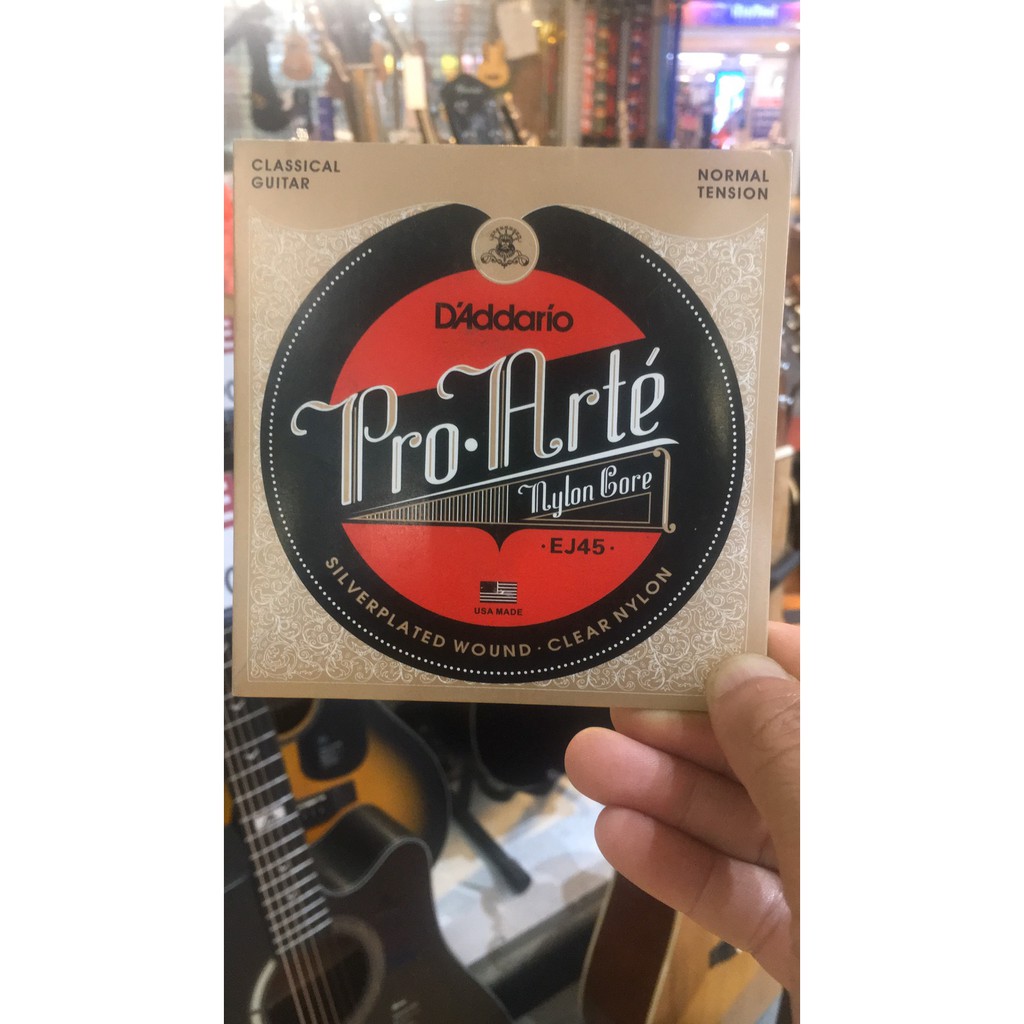 CLASSICAL
GUITAR
NORMAL
TENSION
D'Addario
Pro·Arté
Nylon Core
·EJ45·
USA MADE
SILVERPLATED WOUND · CLEAR NYLON